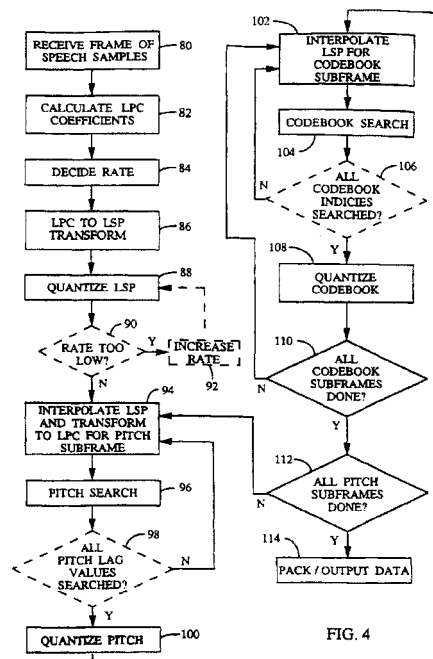 RECEIVE FRAME OF
SPEECH SAMPLES
80
CALCULATE LPC
COEFFICIENTS
82
DECIDE RATE
84
LPC TO LSP
TRANSFORM
86
88
QUANTIZE LSP
90
RATE TOO
LOW?
Y
N
INCREASE
RATE
92
94
INTERPOLATE LSP
AND TRANSFORM
TO LPC FOR PITCH
SUBFRAME
PITCH SEARCH
96
98
ALL
PITCH LAG
VALUES
SEARCHED?
N
Y
QUANTIZE PITCH
100
102
INTERPOLATE
LSP FOR
CODEBOOK
SUBFRAME
CODEBOOK SEARCH
104
106
ALL
CODEBOOK
INDICIES
SEARCHED?
N
Y
108
QUANTIZE
CODEBOOK
110
ALL
CODEBOOK
SUBFRAMES
DONE?
N
Y
112
ALL PITCH
SUBFRAMES
DONE?
N
Y
114
PACK / OUTPUT DATA
FIG. 4